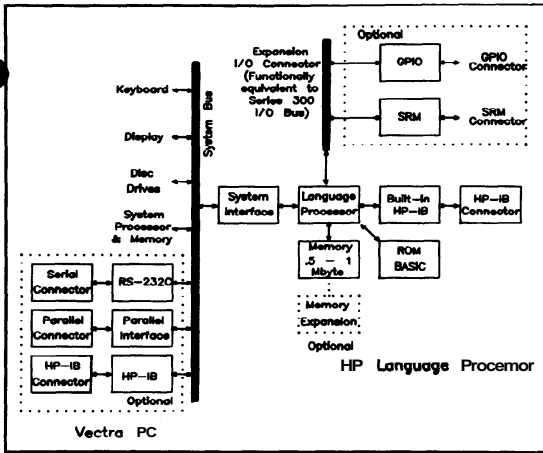 Optional
Expansion
I/O Connector
(Functionally
equivalent to
Series 300
I/O Bus)
GPIO
GPIO
Connector
SRM
SRM
Connector
Keyboard
Display
Disc
Drives
System
Processor
& Memory
System Bus
System
Interface
Language
Processor
Built-In
HP-IB
HP-IB
Connector
Memory
.5 - 1
Mbyte
ROM
BASIC
Memory
Expansion
Optional
Serial
Connector
RS-232C
Parallel
Connector
Parallel
Interface
HP-IB
Connector
HP-IB
Optional
HP Language Procemor
Vectra PC